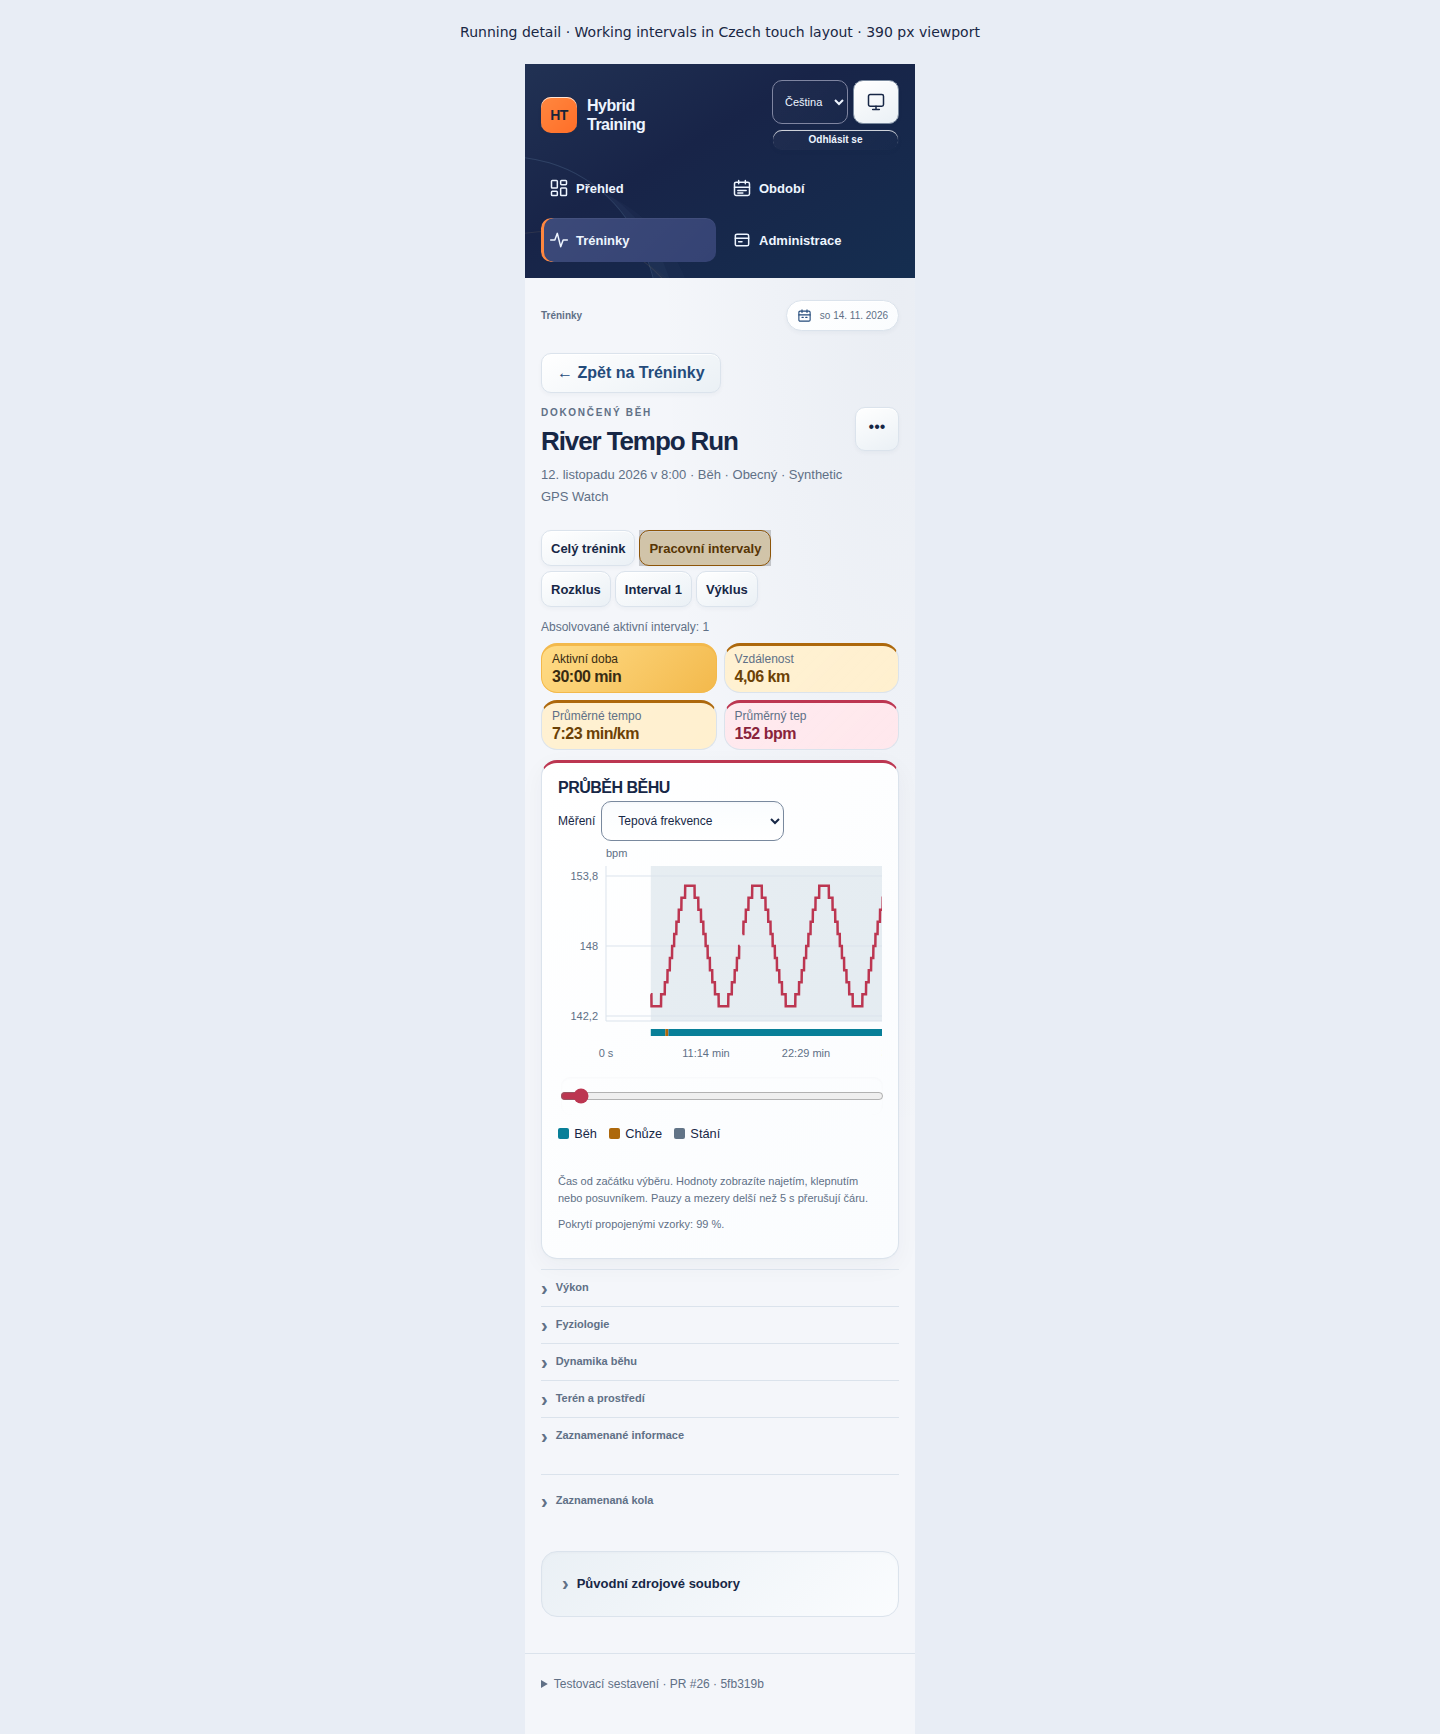 Running detail · Working intervals in Czech touch layout · 390 px viewport
HT
Hybrid
Training
Čeština
Odhlásit se
Přehled
Období
Tréninky
Administrace
Tréninky
so 14. 11. 2026
← Zpět na Tréninky
DOKONČENÝ BĚH
•••
River Tempo Run
12. listopadu 2026 v 8:00 · Běh · Obecný · Synthetic
GPS Watch
Celý trénink
Pracovní intervaly
Rozklus
Interval 1
Výklus
Absolvované aktivní intervaly: 1
Aktivní doba
30:00 min
Vzdálenost
4,06 km
Průměrné tempo
7:23 min/km
Průměrný tep
152 bpm
PRŮBĚH BĚHU
Měření
Tepová frekvence
bpm
153,8
148
142,2
0 s
11:14 min
22:29 min
Běh
Chůze
Stání
Čas od začátku výběru. Hodnoty zobrazíte najetím, klepnutím
nebo posuvníkem. Pauzy a mezery delší než 5 s přerušují čáru.
Pokrytí propojenými vzorky: 99 %.
Výkon
Fyziologie
Dynamika běhu
Terén a prostředí
Zaznamenané informace
Zaznamenaná kola
Původní zdrojové soubory
Testovací sestavení · PR #26 · 5fb319b